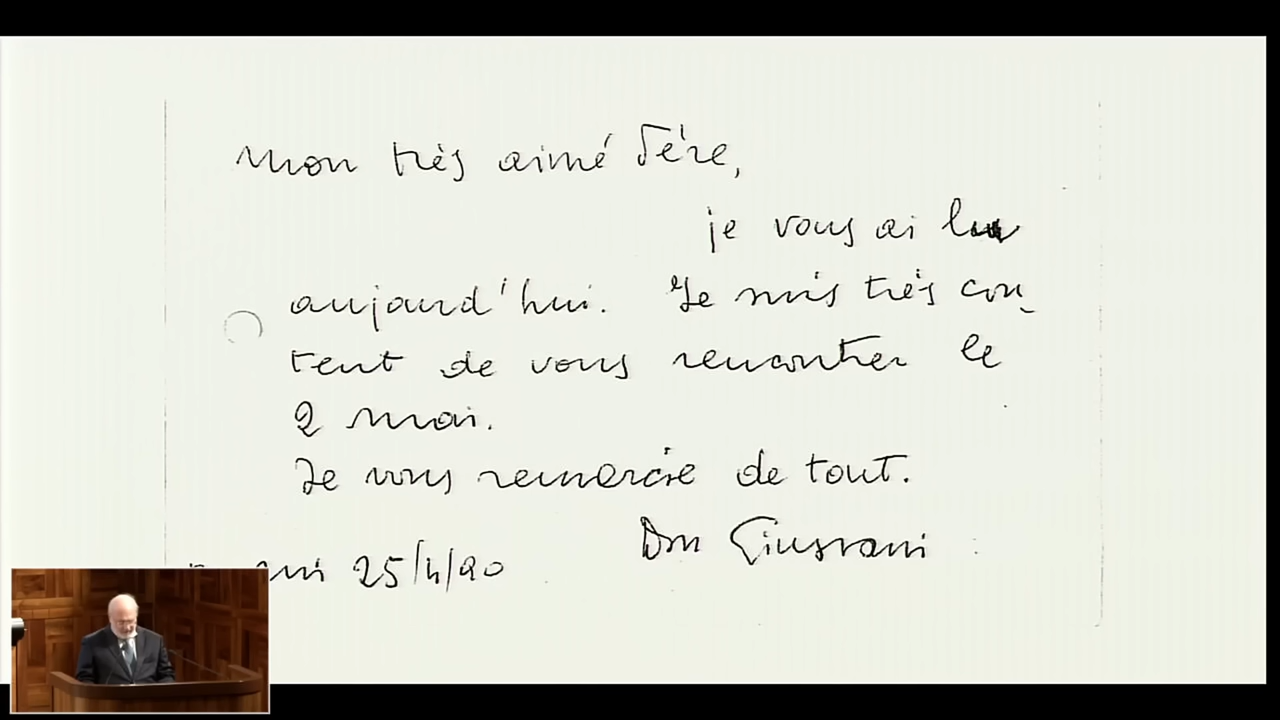 Mon très aimé Père,
je vous ai lu
aujourd'hui. Je suis très con-
tent de vous rencontrer le
2 mai.
Je vous remercie de tout.
Don Giussani
25/4/90